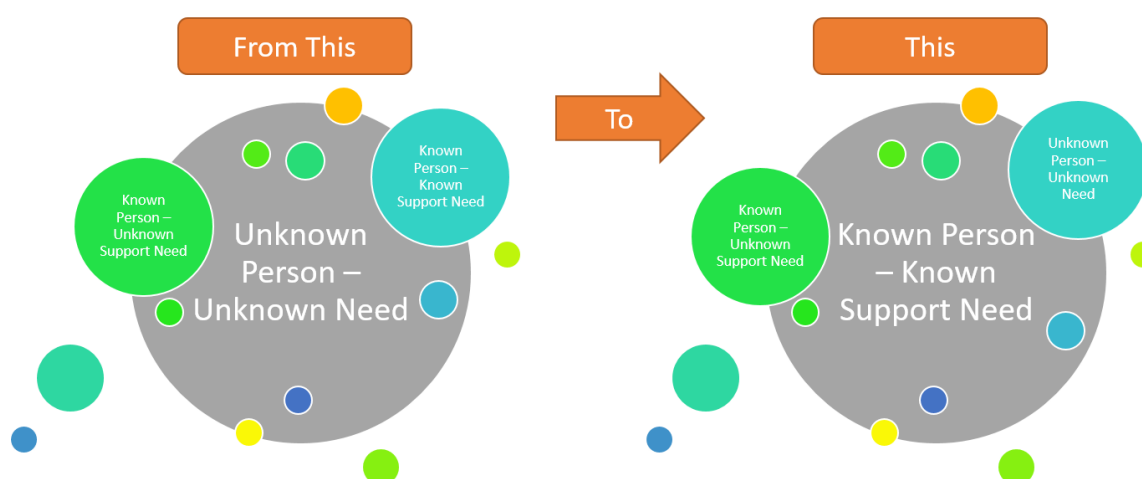 From This
This
To
Known
Person –
Unknown
Support Need
Known
Person –
Known
Support Need
Unknown
Person –
Unknown Need
Known
Person –
Unknown
Support Need
Unknown
Person –
Unknown
Need
Known Person
– Known
Support Need